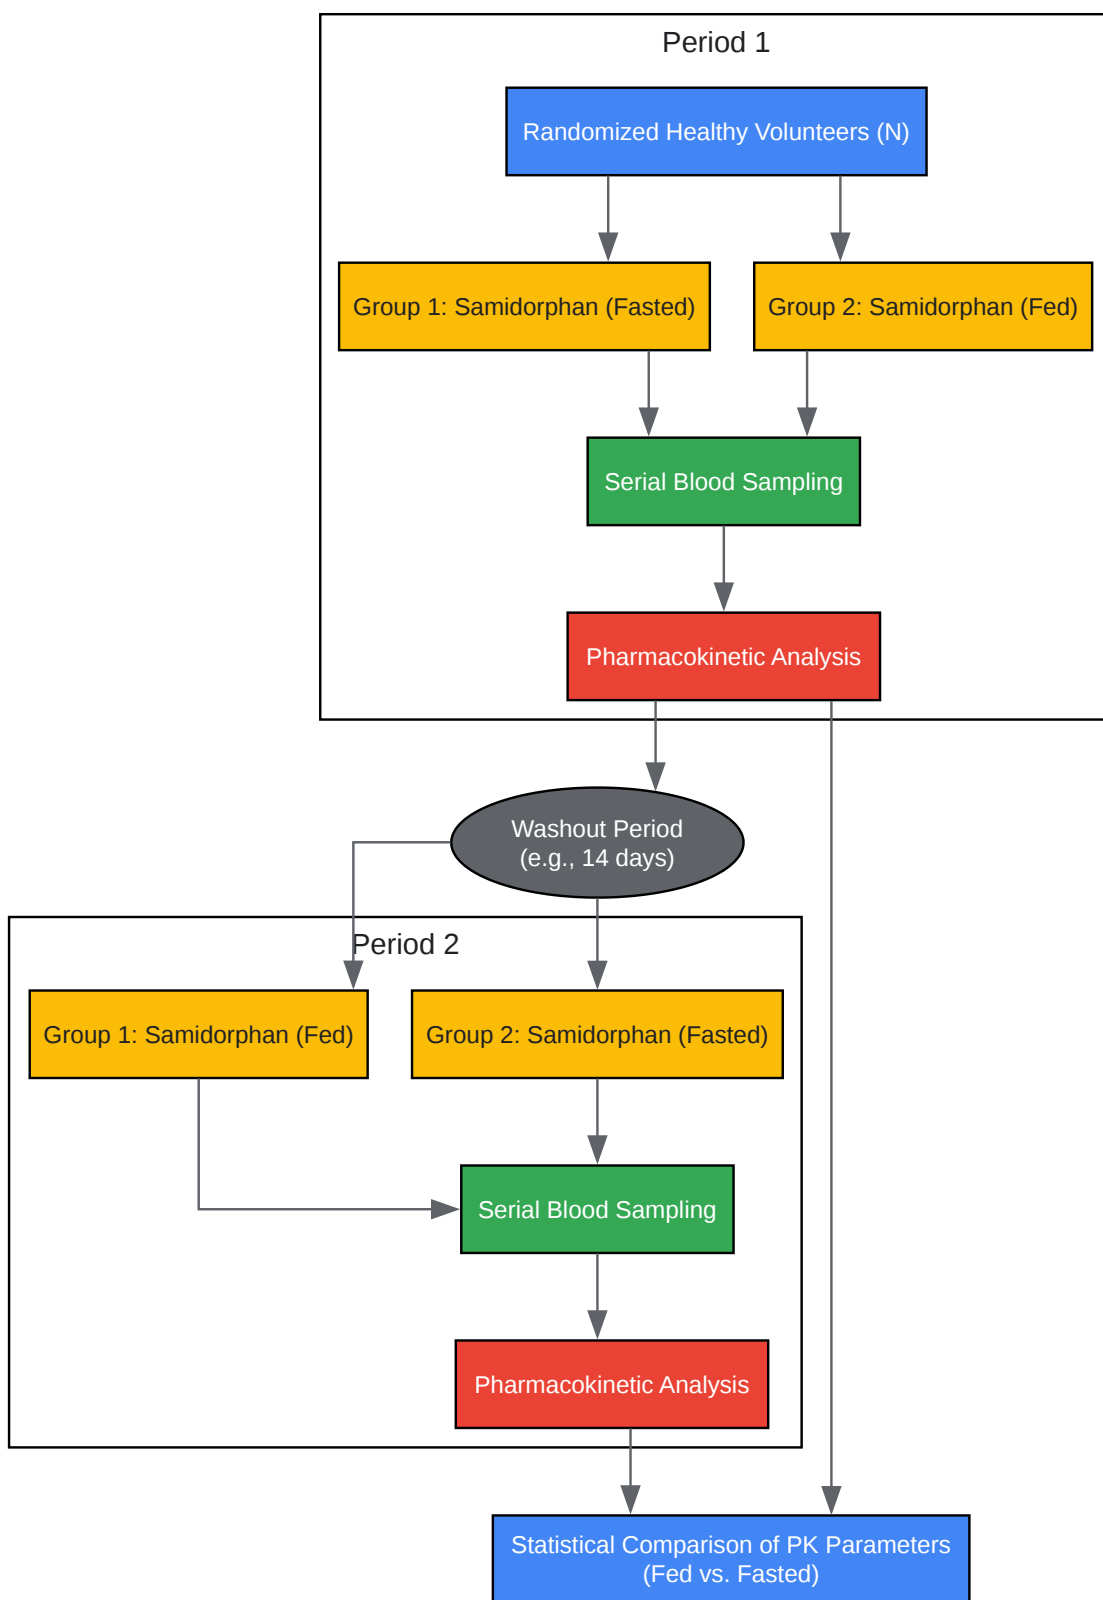 Period 1
Randomized Healthy Volunteers (N)
Group 1: Samidorphan (Fasted)
Group 2: Samidorphan (Fed)
Serial Blood Sampling
Pharmacokinetic Analysis
Washout Period
(e.g., 14 days)
Period 2
Group 1: Samidorphan (Fed)
Group 2: Samidorphan (Fasted)
Serial Blood Sampling
Pharmacokinetic Analysis
Statistical Comparison of PK Parameters
(Fed vs. Fasted)